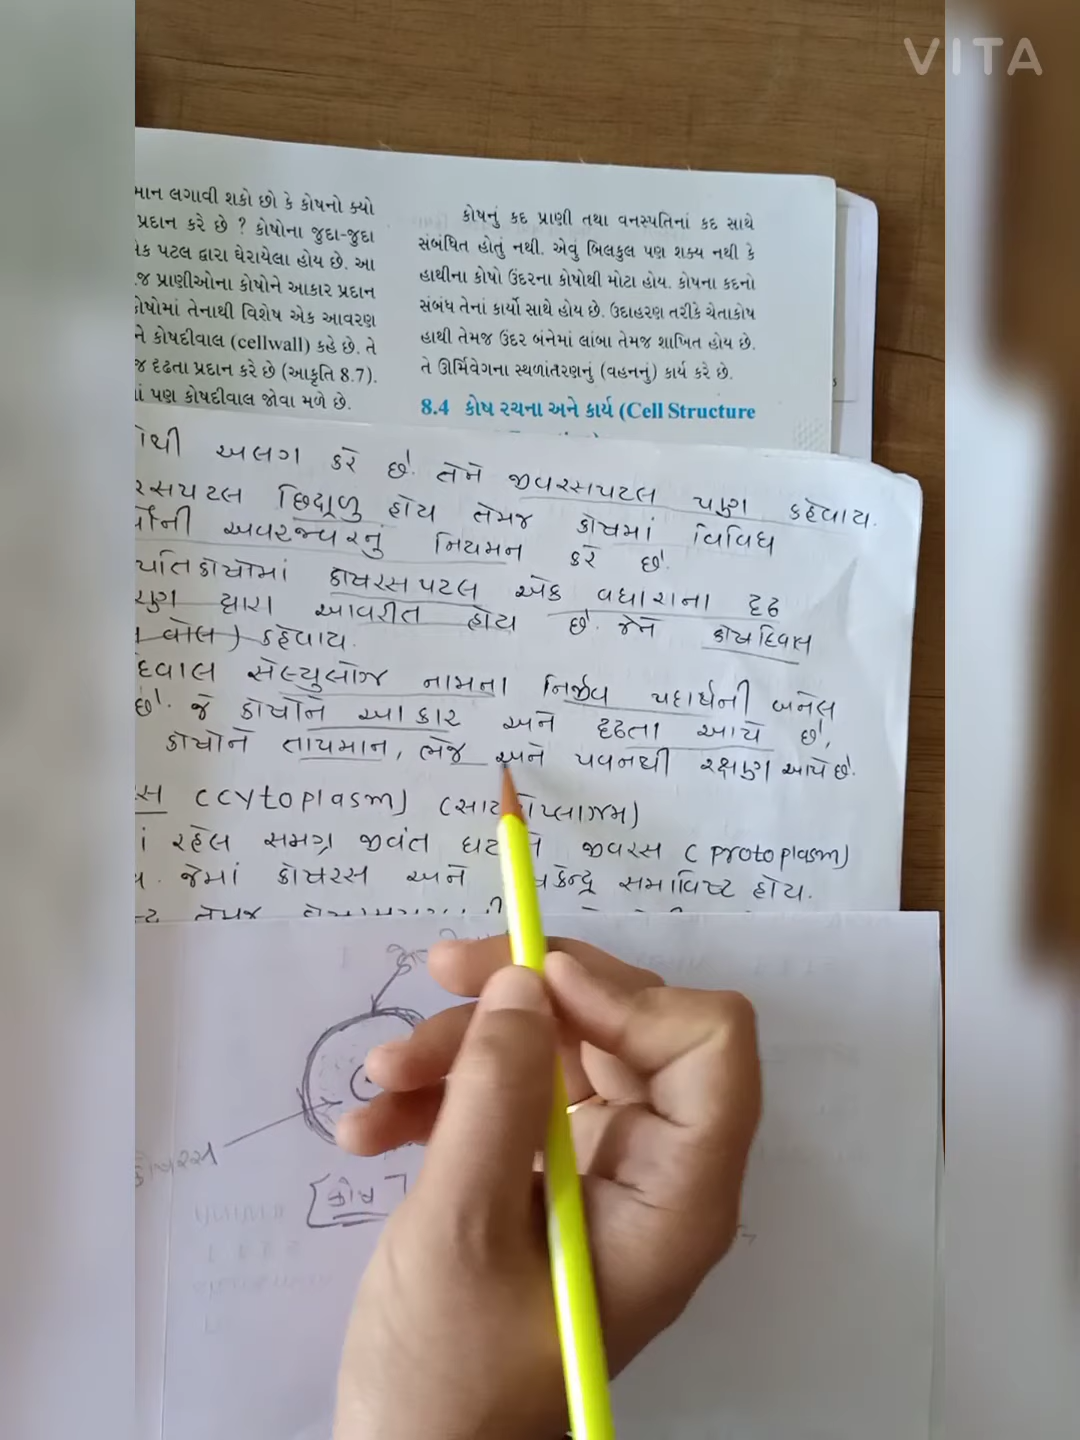 VITA
માન લગાવી શકો છો કે કોષનો ક્યો
પ્રદાન કરે છે ? કોષોના જુદા-જુદા
પટલ દ્વારા ઘેરાયેલા હોય છે. આ
જ પ્રાણીઓના કોષોને આકાર પ્રદાન
કોષોમાં તેનાથી વિશેષ એક આવરણ
ને કોષદીવાલ (cellwall) કહે છે. તે
જ દઢતા પ્રદાન કરે છે (આકૃતિ 8.7).
માં પણ કોષદીવાલ જોવા મળે છે.
કોષનું કદ પ્રાણી તથા વનસ્પતિનાં કદ સાથે
સંબંધિત હોતું નથી. એવું બિલકુલ પણ શક્ય નથી કે
હાથીના કોષો ઉંદરના કોષોથી મોટા હોય. કોષના કદનો
સંબંધ તેનાં કાર્યો સાથે હોય છે. ઉદાહરણ તરીકે ચેતાકોષ
હાથી તેમજ ઉંદર બંનેમાં લાંબા તેમજ શાખિત હોય છે.
તે ઊર્મિવેગના સ્થળાંતરણનું (વહનનું) કાર્ય કરે છે.
8.4 કોષ રચના અને કાર્ય (Cell Structure
અલગ કરે છે. તેને જીવરસપટલ પણ કહેવાય.
રસપટલ છિદ્રાળુ હોય તેમજ કોષમાં વિવિધ
અવરજવરનું નિયમન કરે છે.
કોષોમાં કોષરસપટલ એક વધારાના દઢ
દ્વારા આવરીત હોય છે. જેને કોષદિવાલ
વોલ) કહેવાય.
દિવાલ સેલ્યુલોઝ નામના નિર્જીવ પદાર્થની બનેલ
છે. જે કોષોને આકાર અને દઢતા આપે છે,
કોષોને તાપમાન, ભેજ અને પવનથી રક્ષણ આપે છે.
રસ (cytoplasm)
રહેલ સમગ્ર જીવંત જીવરસ (protoplasm)
જેમાં કોષરસ અને સમાવિષ્ટ હોય.
તેમજ
કોષરસ
[કોષ]